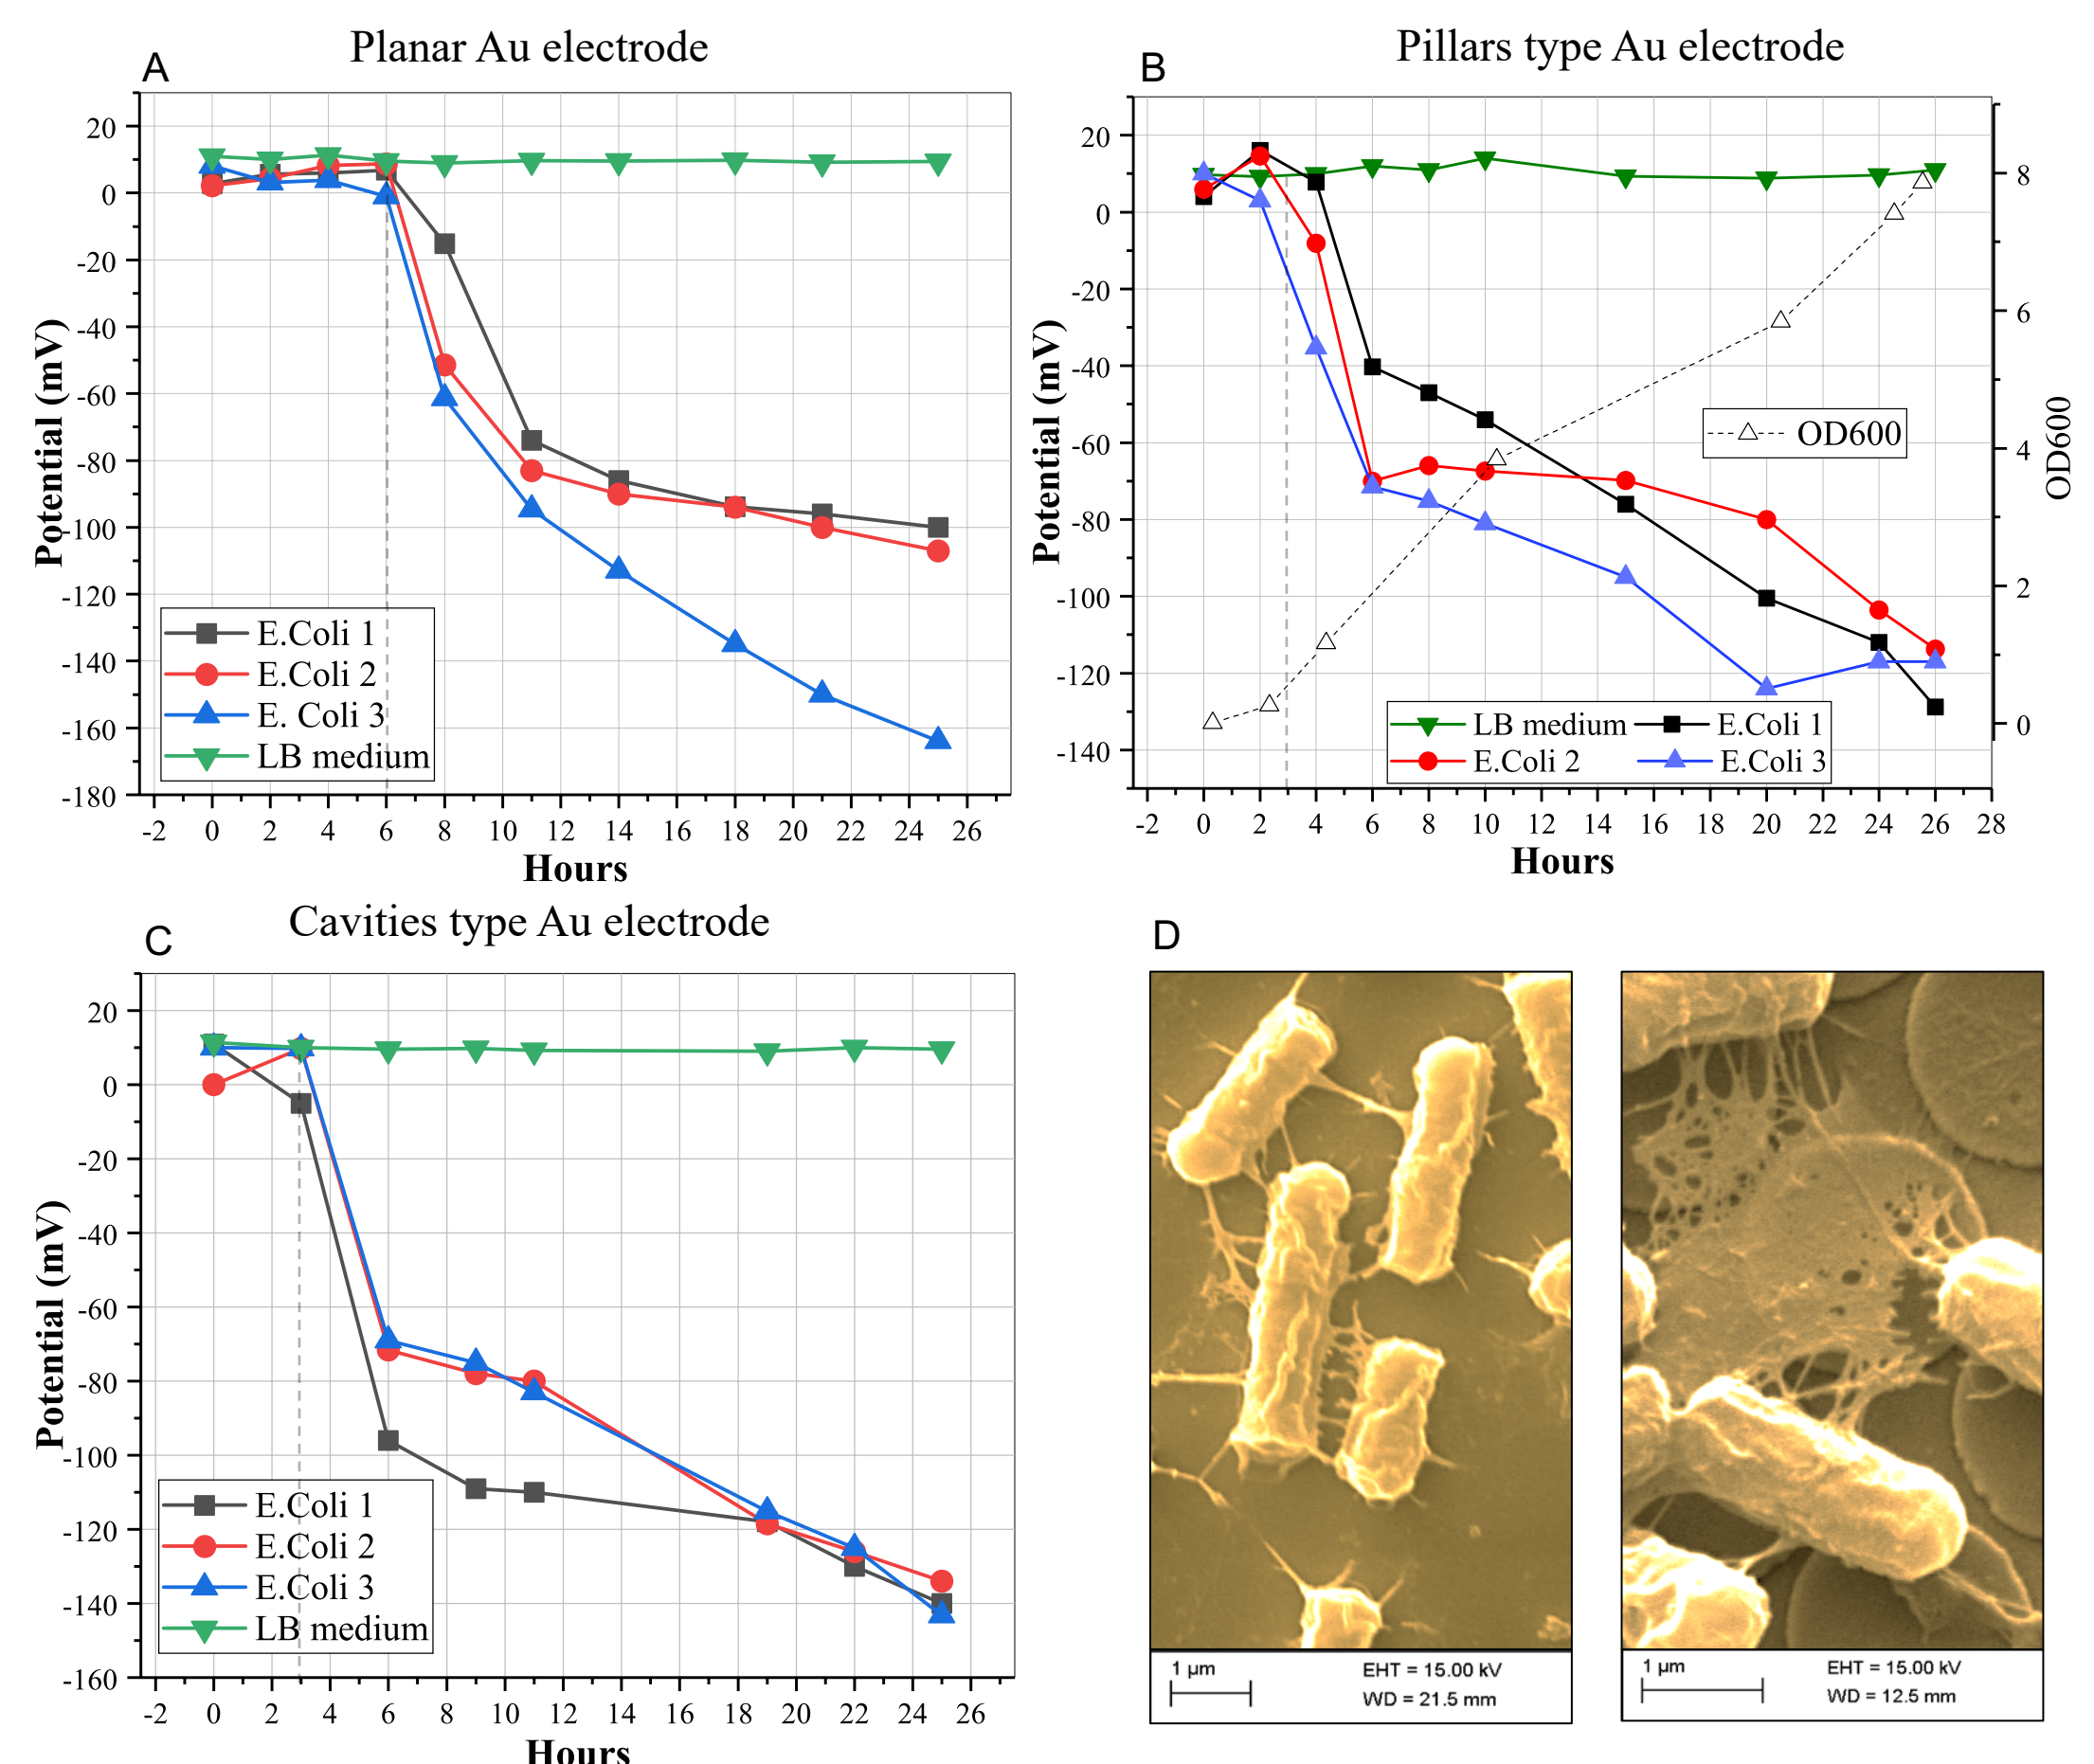 A
Planar Au electrode
20
0
-20
-40
-60
-80
-100
-120
-140
-160
-180
Potential (mV)
E.Coli 1
E.Coli 2
E. Coli 3
LB medium
-2 0 2 4 6 8 10 12 14 16 18 20 22 24 26
Hours
B
Pillars type Au electrode
20
0
-20
-40
-60
-80
-100
-120
-140
Potential (mV)
OD600
8
6
4
2
0
OD600
LB medium E.Coli 1
E.Coli 2 E.Coli 3
-2 0 2 4 6 8 10 12 14 16 18 20 22 24 26 28
Hours
C
Cavities type Au electrode
20
0
-20
-40
-60
-80
-100
-120
-140
-160
Potential (mV)
E.Coli 1
E.Coli 2
E.Coli 3
LB medium
-2 0 2 4 6 8 10 12 14 16 18 20 22 24 26
Hours
D
1 µm EHT = 15.00 kV
WD = 21.5 mm
1 µm EHT = 15.00 kV
WD = 12.5 mm